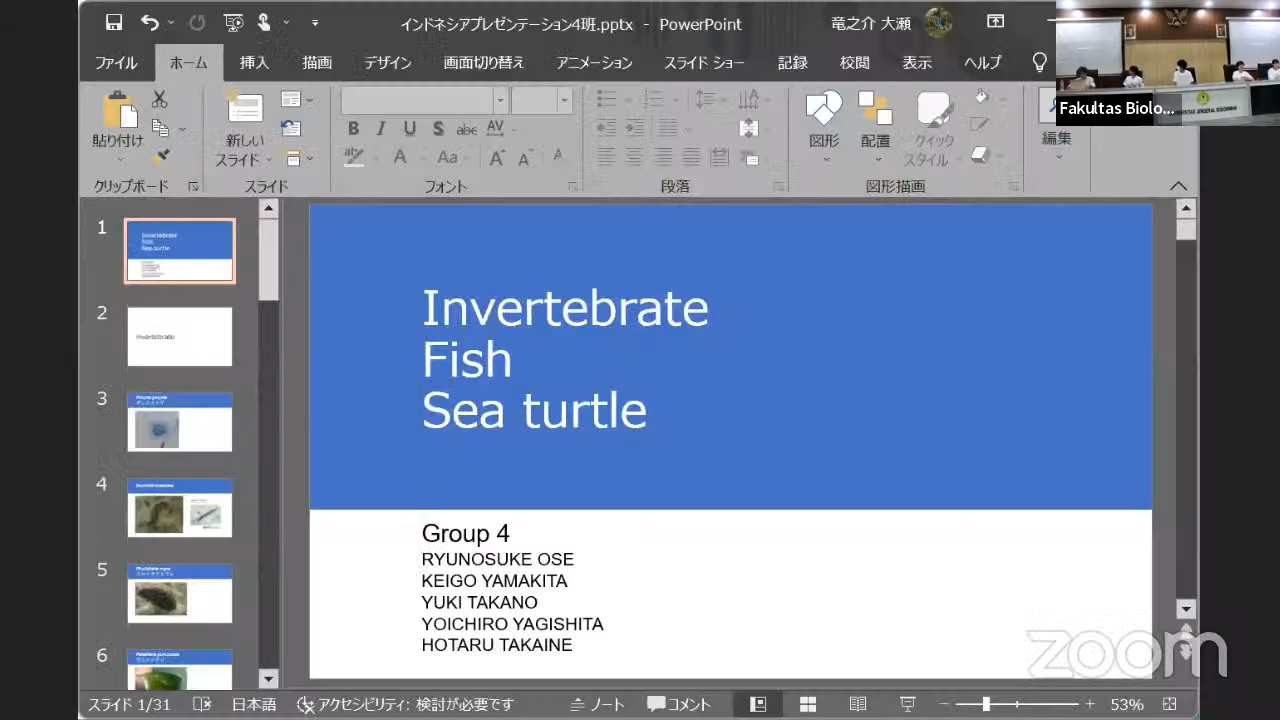 インドネシアプレゼンテーション4班.pptx - PowerPoint
竜之介 大瀬
ファイル ホーム 挿入 描画 デザイン 画面切り替え アニメーション スライド ショー 記録 校閲 表示 ヘルプ
貼り付け
新しい
スライド
図形
配置
クイック
スタイル
編集
クリップボード
スライド
フォント
段落
図形描画
Fakultas Biolo...
1
Invertebrate
Fish
Sea turtle
2
Invertebrate
3
4
5
6
Invertebrate
Fish
Sea turtle
Group 4
RYUNOSUKE OSE
KEIGO YAMAKITA
YUKI TAKANO
YOICHIRO YAGISHITA
HOTARU TAKAINE
zoom
スライド 1/31 日本語 アクセシビリティ: 検討が必要です ノート コメント 53%